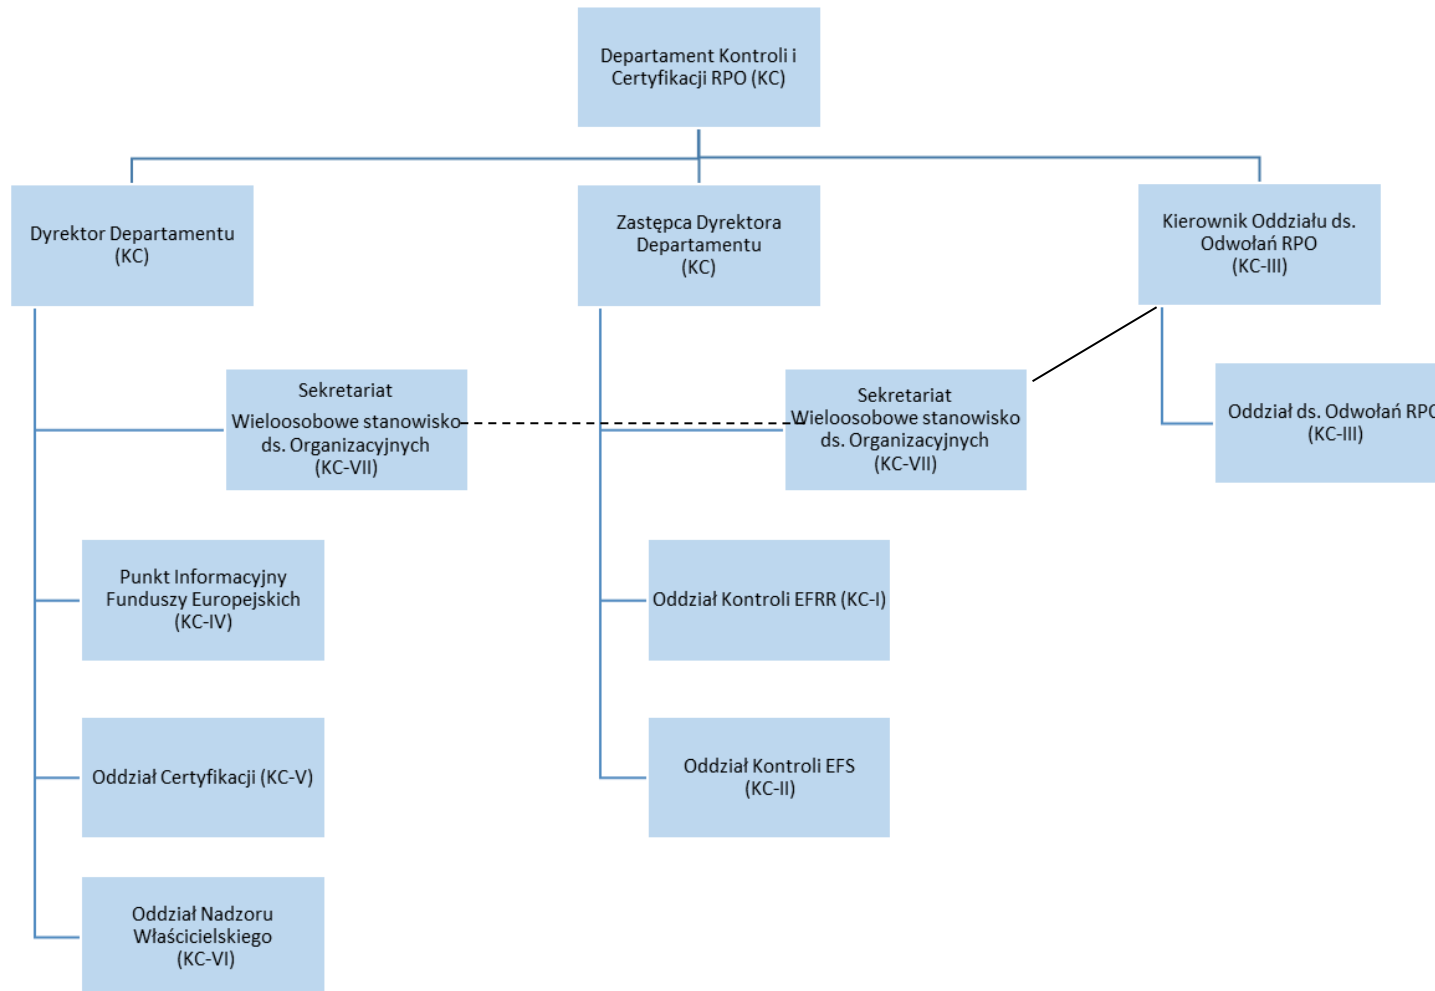 Departament Kontroli i
Certyfikacji RPO (KC)
Dyrektor Departamentu
(KC)
Zastępca Dyrektora
Departamentu
(KC)
Kierownik Oddziału ds.
Odwołań RPO
(KC-III)
Sekretariat
Wieloosobowe stanowisko
ds. Organizacyjnych
(KC-VII)
Sekretariat
Wieloosobowe stanowisko
ds. Organizacyjnych
(KC-VII)
Oddział ds. Odwołań RPO
(KC-III)
Punkt Informacyjny
Funduszy Europejskich
(KC-IV)
Oddział Kontroli EFRR (KC-I)
Oddział Certyfikacji (KC-V)
Oddział Kontroli EFS
(KC-II)
Oddział Nadzoru
Właścicielskiego
(KC-VI)